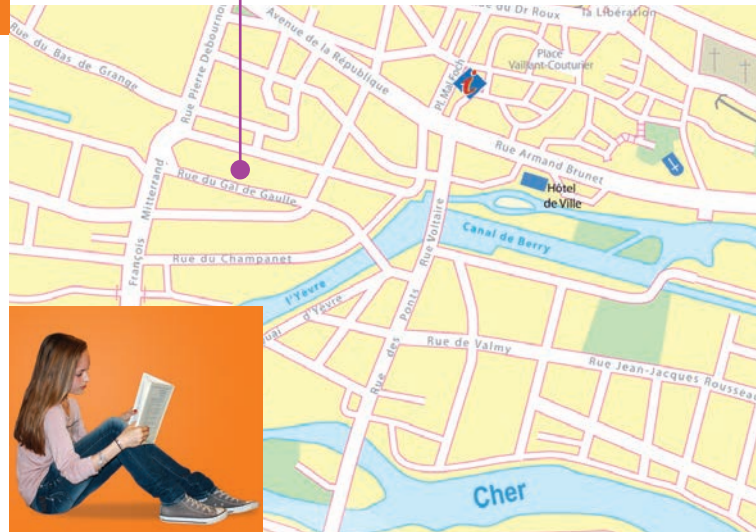 Rue du Dr Roux
la Libération
Avenue de la République
Rue du Bas de Grange
Rue Pierre Debournou
Place
Vaillant-Couturier
Pl. Mal Foch
i
Rue Armand Brunet
Rue du Gal de Gaulle
François Mitterrand
Hôtel
de Ville
Rue Voltaire
Canal de Berry
Rue du Champanet
l'Yèvre
d'Yèvre
Rue des Ponts
Rue de Valmy
Rue Jean-Jacques Rousseau
Cher